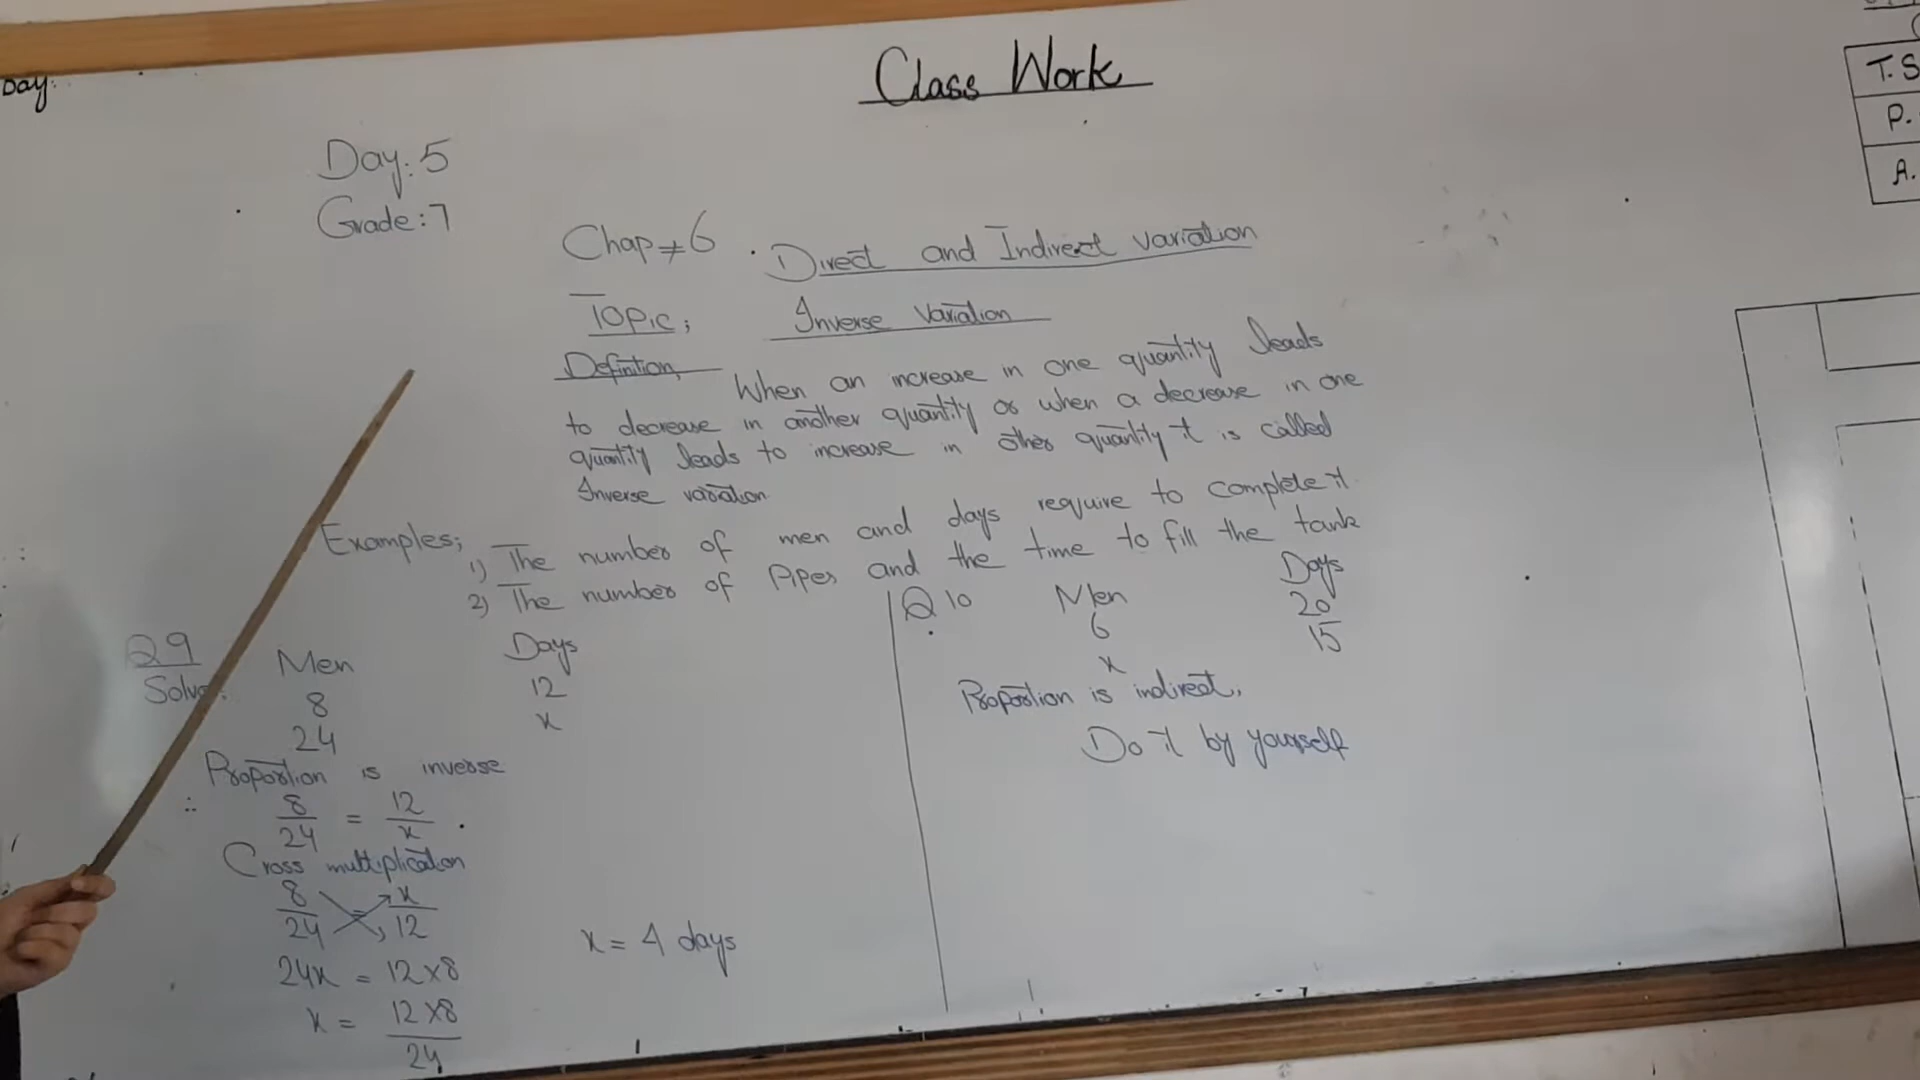 Day:
Class Work
T. S
P.
A.
Day: 5
Grade: 7
Chap # 6 . Direct and Indirect variation
Topic; Inverse variation
Definition, When an increase in one quantity leads
to decrease in another quantity or when a decrease in one
quantity leads to increase in other quantity it is called
Inverse variation
Examples;
1) The number of men and days require to complete it.
2) The number of Pipes and the time to fill the tank
Q9
Solve: Men Days
8 12
24 x
Proportion is inverse
∴ 8/24 = 12/x
Cross multiplication
8/24 = x/12
24x = 12x8
x = 12x8/24
x = 4 days
Q 10 Men Days
6 20
x 15
Proportion is indirect.
Do it by yourself